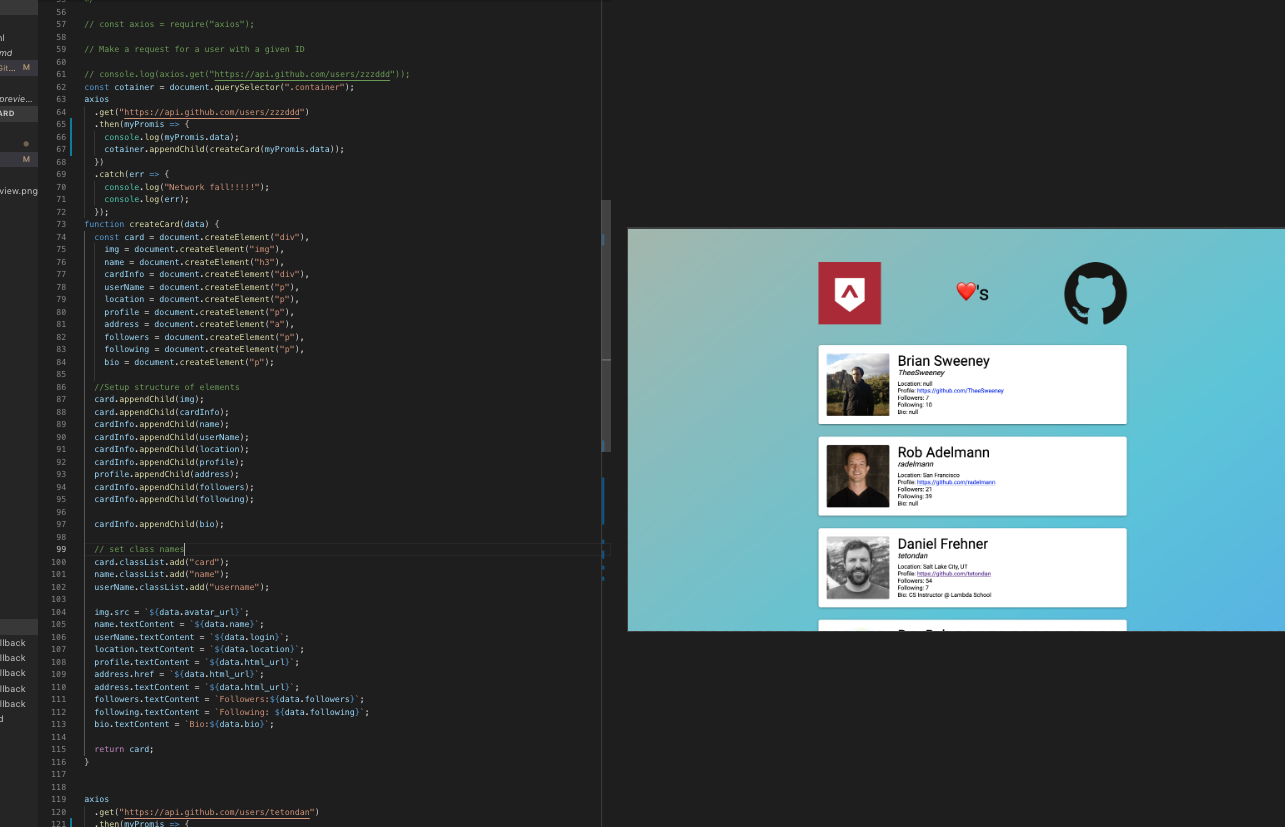 ml
md
Git... M
previe...
ARD
M
view.png
llback
llback
llback
llback
llback
d
56
57 // const axios = require("axios");
58
59 // Make a request for a user with a given ID
60
61 // console.log(axios.get("https://api.github.com/users/zzzddd"));
62 const cotainer = document.querySelector(".container");
63 axios
64 .get("https://api.github.com/users/zzzddd")
65 .then(myPromis => {
66 console.log(myPromis.data);
67 cotainer.appendChild(createCard(myPromis.data));
68 })
69 .catch(err => {
70 console.log("Network fall!!!!!");
71 console.log(err);
72 });
73 function createCard(data) {
74 const card = document.createElement("div"),
75 img = document.createElement("img"),
76 name = document.createElement("h3"),
77 cardInfo = document.createElement("div"),
78 userName = document.createElement("p"),
79 location = document.createElement("p"),
80 profile = document.createElement("p"),
81 address = document.createElement("a"),
82 followers = document.createElement("p"),
83 following = document.createElement("p"),
84 bio = document.createElement("p");
85
86 //Setup structure of elements
87 card.appendChild(img);
88 card.appendChild(cardInfo);
89 cardInfo.appendChild(name);
90 cardInfo.appendChild(userName);
91 cardInfo.appendChild(location);
92 cardInfo.appendChild(profile);
93 profile.appendChild(address);
94 cardInfo.appendChild(followers);
95 cardInfo.appendChild(following);
96
97 cardInfo.appendChild(bio);
98
99 // set class names
100 card.classList.add("card");
101 name.classList.add("name");
102 userName.classList.add("username");
103
104 img.src = `${data.avatar_url}`;
105 name.textContent = `${data.name}`;
106 userName.textContent = `${data.login}`;
107 location.textContent = `${data.location}`;
108 profile.textContent = `${data.html_url}`;
109 address.href = `${data.html_url}`;
110 address.textContent = `${data.html_url}`;
111 followers.textContent = `Followers:${data.followers}`;
112 following.textContent = `Following: ${data.following}`;
113 bio.textContent = `Bio:${data.bio}`;
114
115 return card;
116 }
117
118
119 axios
120 .get("https://api.github.com/users/tetondan")
121 .then(myPromis => {
❤️'s
Brian Sweeney
TheeSweeney
Location: null
Profile: https://github.com/TheeSweeney
Followers: 7
Following: 10
Bio: null
Rob Adelmann
radelmann
Location: San Francisco
Profile: https://github.com/radelmann
Followers: 21
Following: 39
Bio: null
Daniel Frehner
tetondan
Location: Salt Lake City, UT
Profile: https://github.com/tetondan
Followers: 54
Following: 7
Bio: CS Instructor @ Lambda School